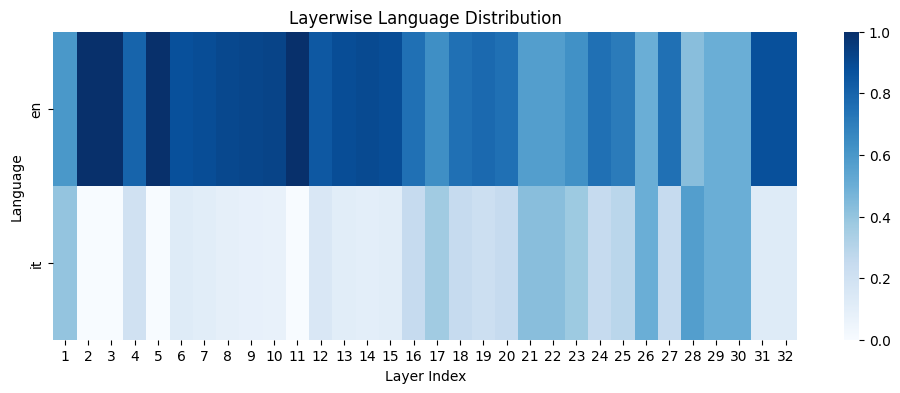 Layerwise Language Distribution
1.0
en
0.8
0.6
Language
0.4
it
0.2
0.0
1 2 3 4 5 6 7 8 9 10 11 12 13 14 15 16 17 18 19 20 21 22 23 24 25 26 27 28 29 30 31 32
Layer Index